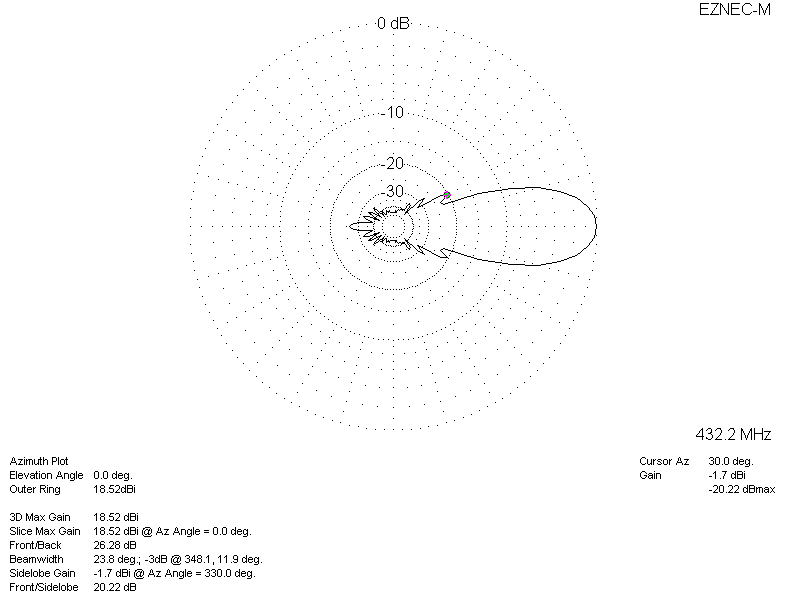 EZNEC-M
0 dB
-10
-20
-30
432.2 MHz
Azimuth Plot
Elevation Angle 0.0 deg.
Outer Ring 18.52dBi
Cursor Az 30.0 deg.
Gain -1.7 dBi
-20.22 dBmax
3D Max Gain 18.52 dBi
Slice Max Gain 18.52 dBi @ Az Angle = 0.0 deg.
Front/Back 26.28 dB
Beamwidth 23.8 deg.; -3dB @ 348.1, 11.9 deg.
Sidelobe Gain -1.7 dBi @ Az Angle = 330.0 deg.
Front/Sidelobe 20.22 dB